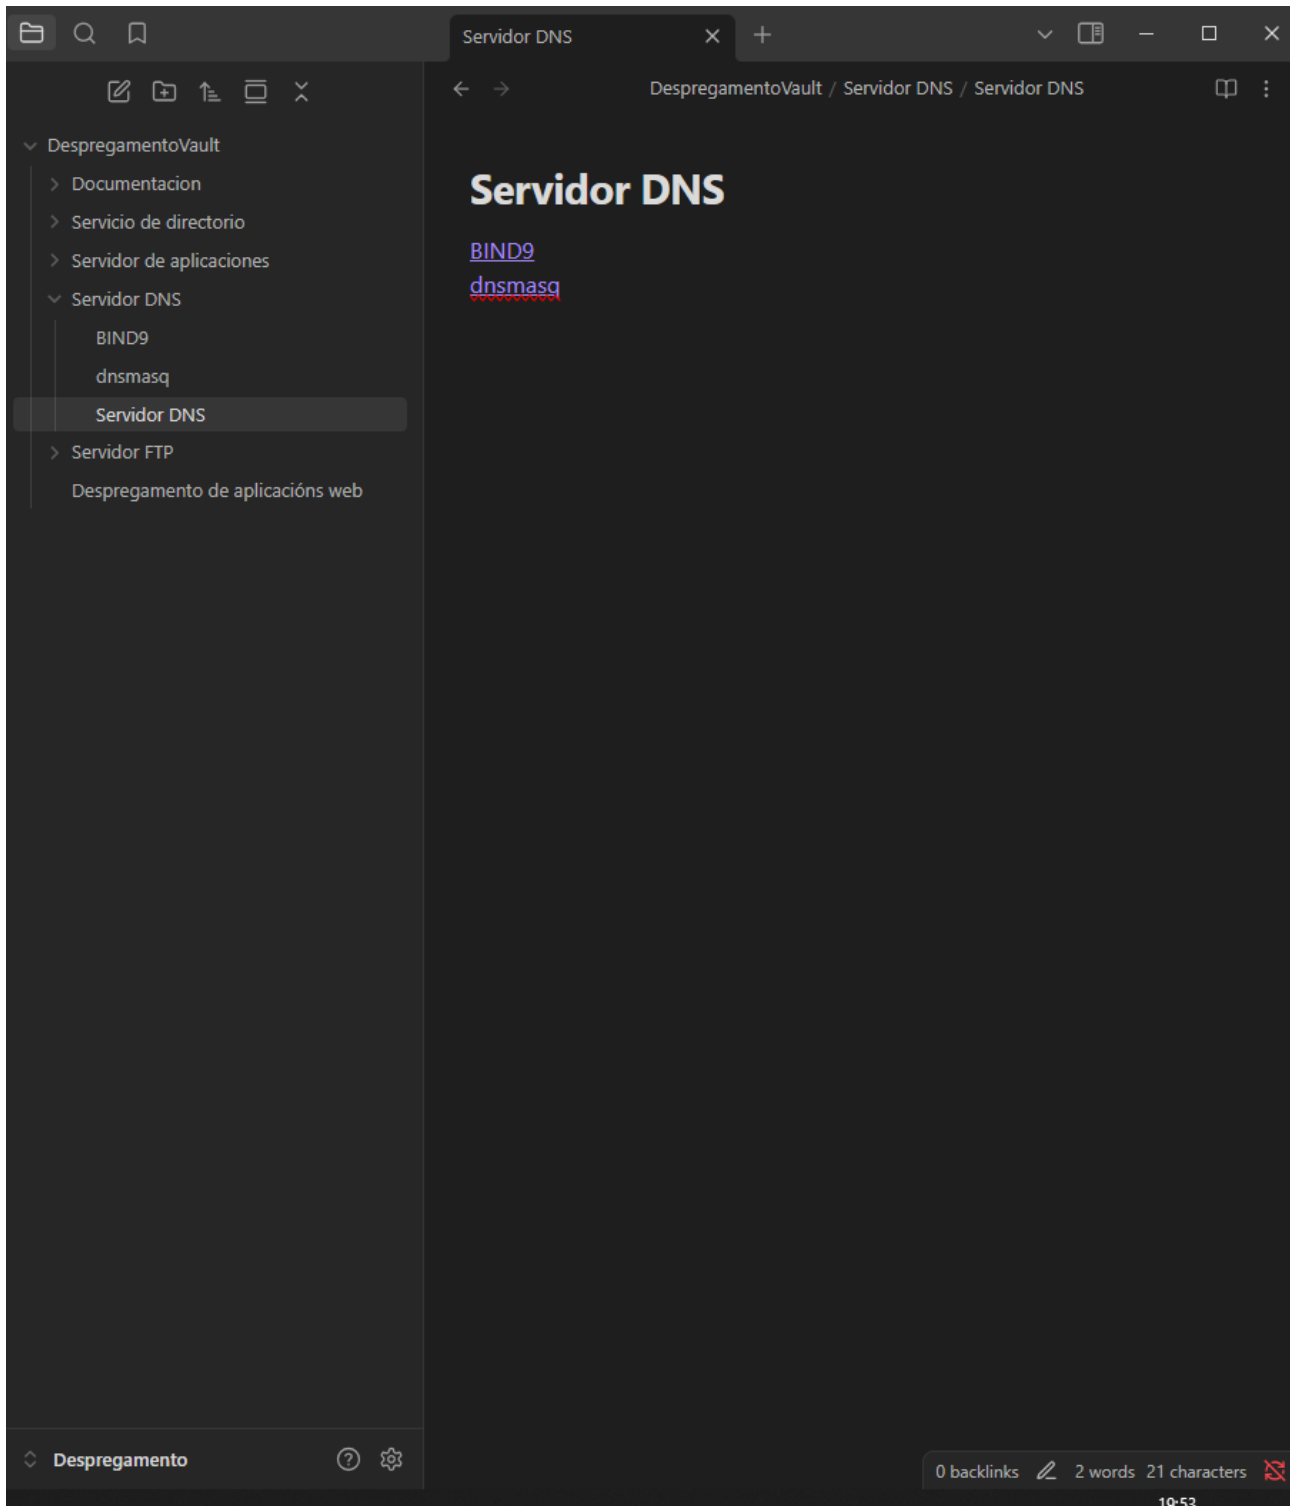 Servidor DNS
DespregamentoVault / Servidor DNS / Servidor DNS
DespregamentoVault
Documentacion
Servicio de directorio
Servidor de aplicaciones
Servidor DNS
BIND9
dnsmasq
Servidor DNS
Servidor FTP
Despregamento de aplicacións web
Servidor DNS
BIND9
dnsmasq
Despregamento
0 backlinks 2 words 21 characters
19:53